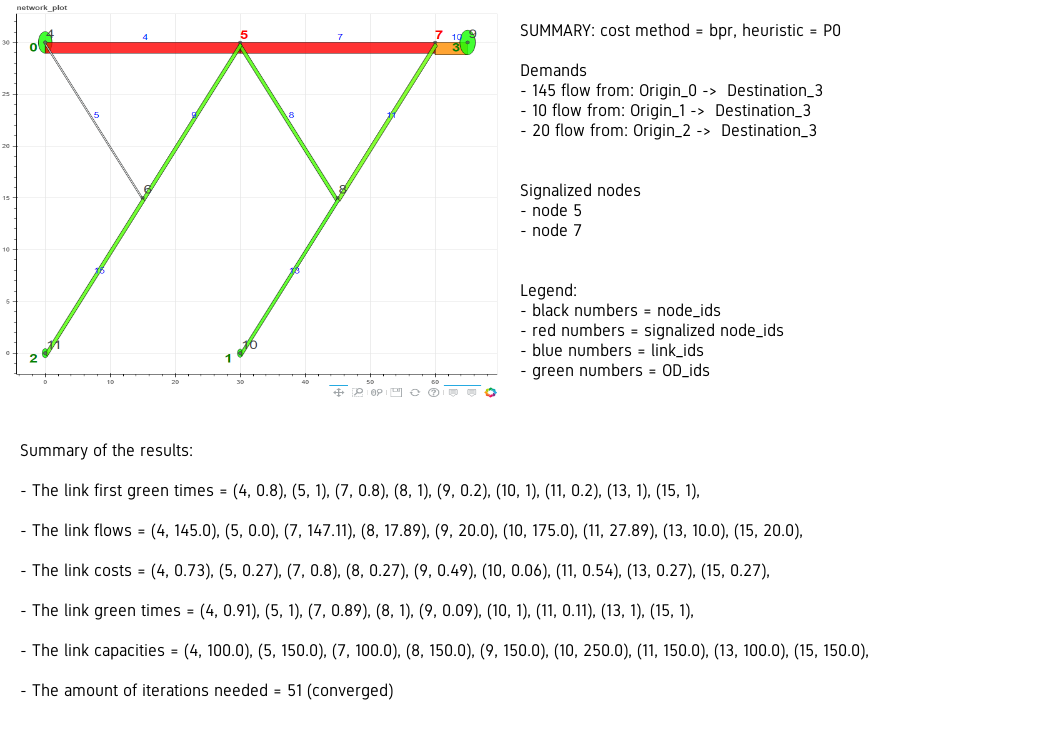 network_plot
SUMMARY: cost method = bpr, heuristic = P0
Demands
- 145 flow from: Origin_0 -> Destination_3
- 10 flow from: Origin_1 -> Destination_3
- 20 flow from: Origin_2 -> Destination_3
Signalized nodes
- node 5
- node 7
Legend:
- black numbers = node_ids
- red numbers = signalized node_ids
- blue numbers = link_ids
- green numbers = OD_ids
4 5 7 9
4 7 10
0 3
30
5 9 8 11
25
20
6 8
15
10
15 13
5
11 10
0
2 1
0 10 20 30 40 50 60
Summary of the results:
- The link first green times = (4, 0.8), (5, 1), (7, 0.8), (8, 1), (9, 0.2), (10, 1), (11, 0.2), (13, 1), (15, 1),
- The link flows = (4, 145.0), (5, 0.0), (7, 147.11), (8, 17.89), (9, 20.0), (10, 175.0), (11, 27.89), (13, 10.0), (15, 20.0),
- The link costs = (4, 0.73), (5, 0.27), (7, 0.8), (8, 0.27), (9, 0.49), (10, 0.06), (11, 0.54), (13, 0.27), (15, 0.27),
- The link green times = (4, 0.91), (5, 1), (7, 0.89), (8, 1), (9, 0.09), (10, 1), (11, 0.11), (13, 1), (15, 1),
- The link capacities = (4, 100.0), (5, 150.0), (7, 100.0), (8, 150.0), (9, 150.0), (10, 250.0), (11, 150.0), (13, 100.0), (15, 150.0),
- The amount of iterations needed = 51 (converged)